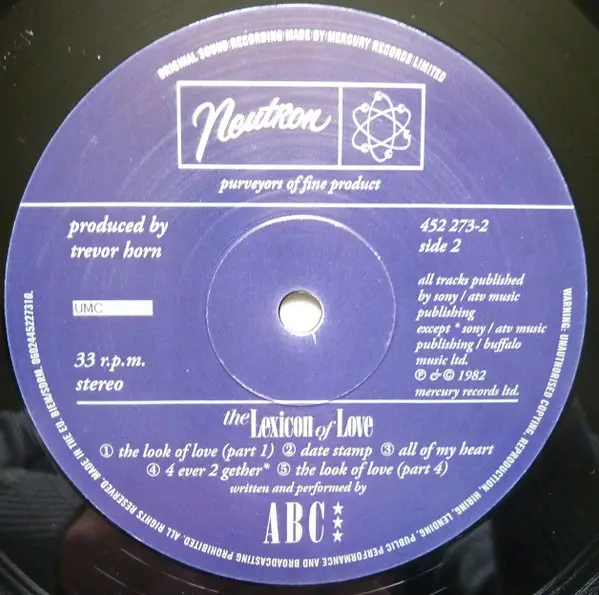 ORIGINAL SOUND RECORDING MADE BY MERCURY RECORDS LIMITED
Neutron
purveyors of fine product
produced by
trevor horn
452 273-2
side 2
UMC
33 r.p.m.
stereo
all tracks published
by sony / atv music
publishing
except * sony / atv music
publishing / buffalo
music ltd.
℗ & © 1982
mercury records ltd.
the Lexicon of Love
① the look of love (part 1) ② date stamp ③ all of my heart
④ 4 ever 2 gether* ⑤ the look of love (part 4)
written and performed by
ABC
WARNING: UNAUTHORISED COPYING, REPRODUCTION, HIRING, LENDING, PUBLIC PERFORMANCE AND BROADCASTING PROHIBITED. ALL RIGHTS RESERVED. MADE IN THE EU. BIEM/SDRM. 0602445227310.